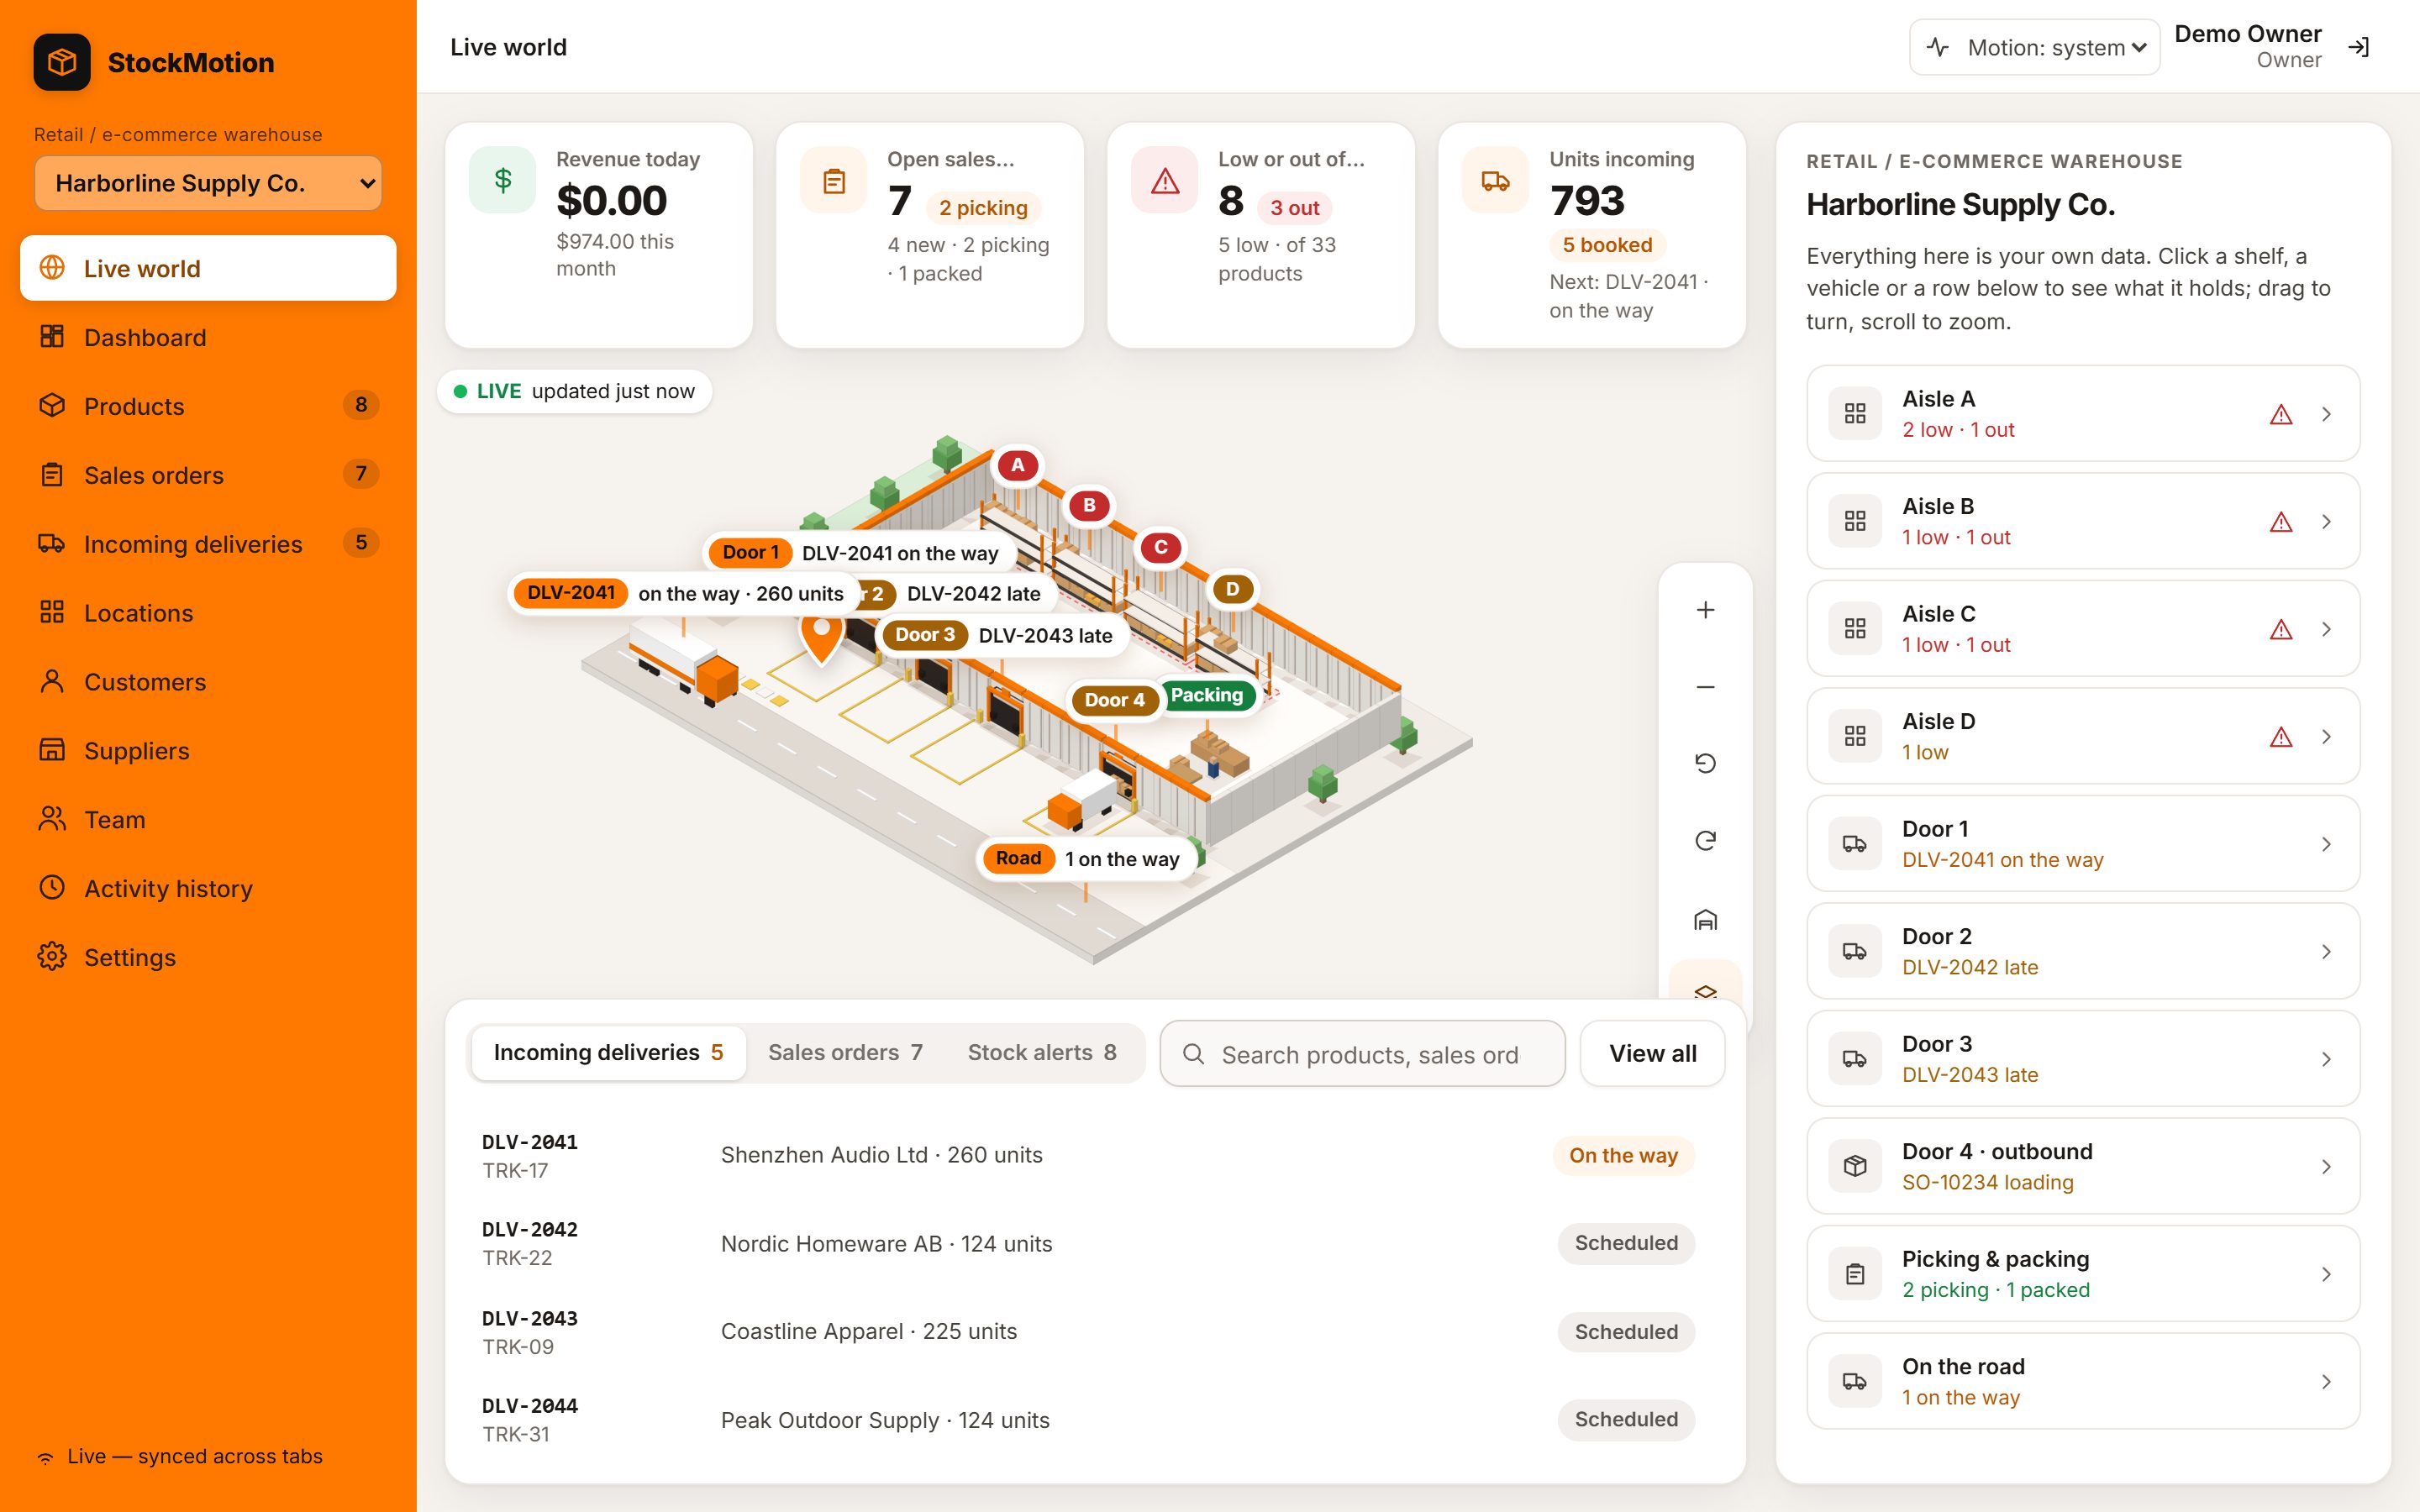 StockMotion
Retail / e-commerce warehouse
Harborline Supply Co.
Live world
Dashboard
Products 8
Sales orders 7
Incoming deliveries 5
Locations
Customers
Suppliers
Team
Activity history
Settings
Live — synced across tabs
Live world
Motion: system
Demo Owner
Owner
Revenue today
$0.00
$974.00 this
month
Open sales...
7 2 picking
4 new · 2 picking
· 1 packed
Low or out of...
8 3 out
5 low · of 33
products
Units incoming
793
5 booked
Next: DLV-2041 ·
on the way
LIVE updated just now
A
B
C
D
Door 1 DLV-2041 on the way
DLV-2041 on the way · 260 units
r 2 DLV-2042 late
Door 3 DLV-2043 late
Door 4
Packing
Road 1 on the way
Incoming deliveries 5
Sales orders 7
Stock alerts 8
Search products, sales ord
View all
DLV-2041
TRK-17
Shenzhen Audio Ltd · 260 units
On the way
DLV-2042
TRK-22
Nordic Homeware AB · 124 units
Scheduled
DLV-2043
TRK-09
Coastline Apparel · 225 units
Scheduled
DLV-2044
TRK-31
Peak Outdoor Supply · 124 units
Scheduled
RETAIL / E-COMMERCE WAREHOUSE
Harborline Supply Co.
Everything here is your own data. Click a shelf, a
vehicle or a row below to see what it holds; drag to
turn, scroll to zoom.
Aisle A
2 low · 1 out
Aisle B
1 low · 1 out
Aisle C
1 low · 1 out
Aisle D
1 low
Door 1
DLV-2041 on the way
Door 2
DLV-2042 late
Door 3
DLV-2043 late
Door 4 · outbound
SO-10234 loading
Picking & packing
2 picking · 1 packed
On the road
1 on the way